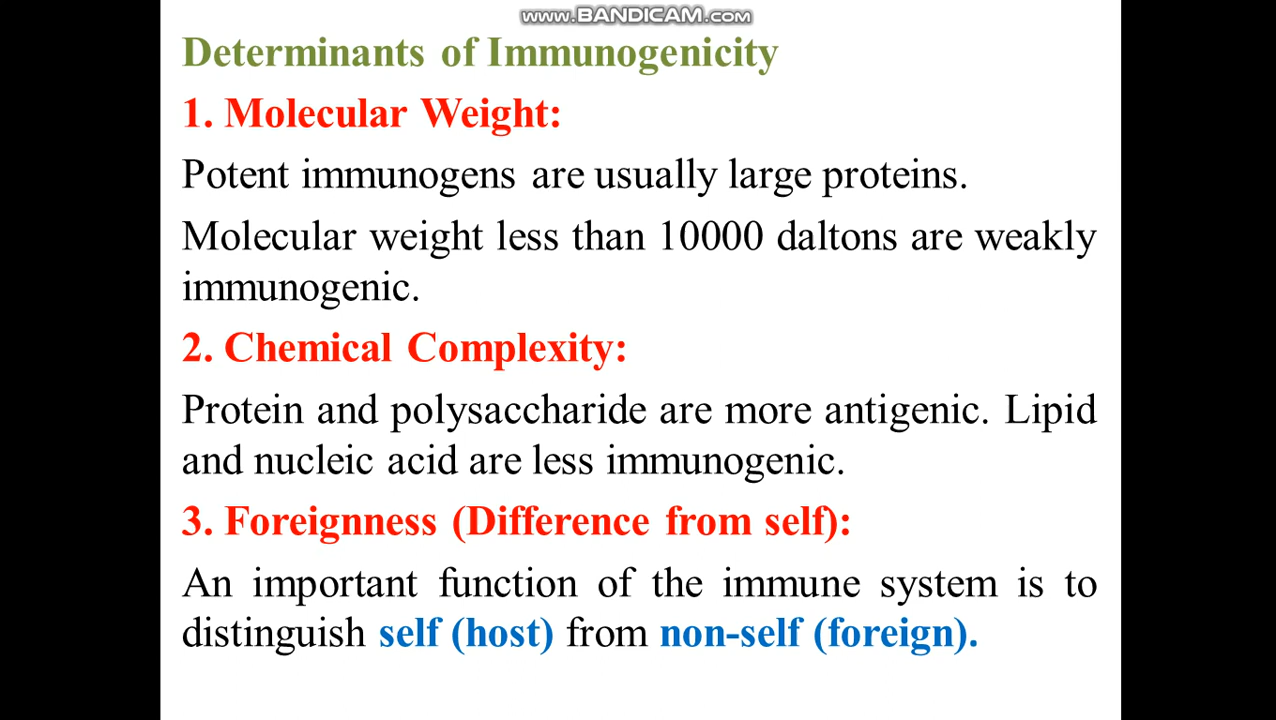 www.BANDICAM.com
Determinants of Immunogenicity
1. Molecular Weight:
Potent immunogens are usually large proteins.
Molecular weight less than 10000 daltons are weakly
immunogenic.
2. Chemical Complexity:
Protein and polysaccharide are more antigenic. Lipid
and nucleic acid are less immunogenic.
3. Foreignness (Difference from self):
An important function of the immune system is to
distinguish self (host) from non-self (foreign).